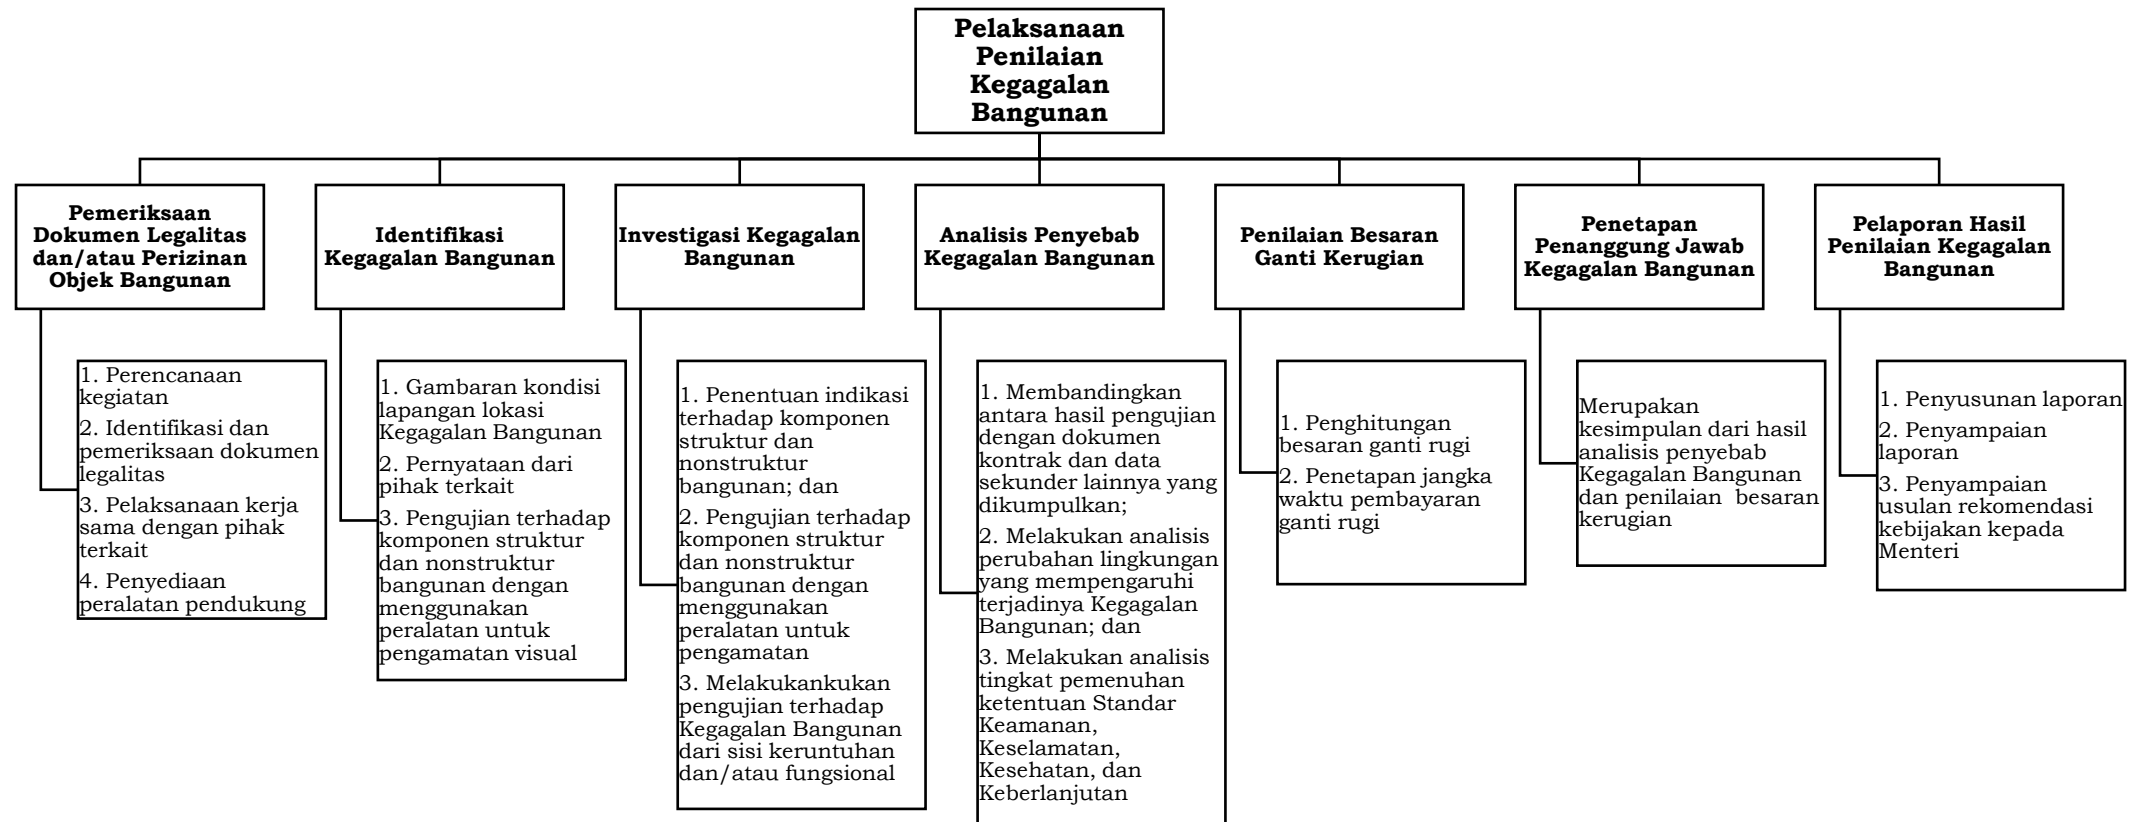 Pelaksanaan
Penilaian
Kegagalan
Bangunan
Pemeriksaan
Dokumen Legalitas
dan/atau Perizinan
Objek Bangunan
1. Perencanaan
kegiatan
2. Identifikasi dan
pemeriksaan dokumen
legalitas
3. Pelaksanaan kerja
sama dengan pihak
terkait
4. Penyediaan
peralatan pendukung
Identifikasi
Kegagalan Bangunan
1. Gambaran kondisi
lapangan lokasi
Kegagalan Bangunan
2. Pernyataan dari
pihak terkait
3. Pengujian terhadap
komponen struktur
dan nonstruktur
bangunan dengan
menggunakan
peralatan untuk
pengamatan visual
Investigasi Kegagalan
Bangunan
1. Penentuan indikasi
terhadap komponen
struktur dan
nonstruktur
bangunan; dan
2. Pengujian terhadap
komponen struktur
dan nonstruktur
bangunan dengan
menggunakan
peralatan untuk
pengamatan
3. Melakukankukan
pengujian terhadap
Kegagalan Bangunan
dari sisi keruntuhan
dan/atau fungsional
Analisis Penyebab
Kegagalan Bangunan
1. Membandingkan
antara hasil pengujian
dengan dokumen
kontrak dan data
sekunder lainnya yang
dikumpulkan;
2. Melakukan analisis
perubahan lingkungan
yang mempengaruhi
terjadinya Kegagalan
Bangunan; dan
3. Melakukan analisis
tingkat pemenuhan
ketentuan Standar
Keamanan,
Keselamatan,
Kesehatan, dan
Keberlanjutan
Penilaian Besaran
Ganti Kerugian
1. Penghitungan
besaran ganti rugi
2. Penetapan jangka
waktu pembayaran
ganti rugi
Penetapan
Penanggung Jawab
Kegagalan Bangunan
Merupakan
kesimpulan dari hasil
analisis penyebab
Kegagalan Bangunan
dan penilaian  besaran
kerugian
Pelaporan Hasil
Penilaian Kegagalan
Bangunan
1. Penyusunan laporan
2. Penyampaian
laporan
3. Penyampaian
usulan rekomendasi
kebijakan kepada
Menteri